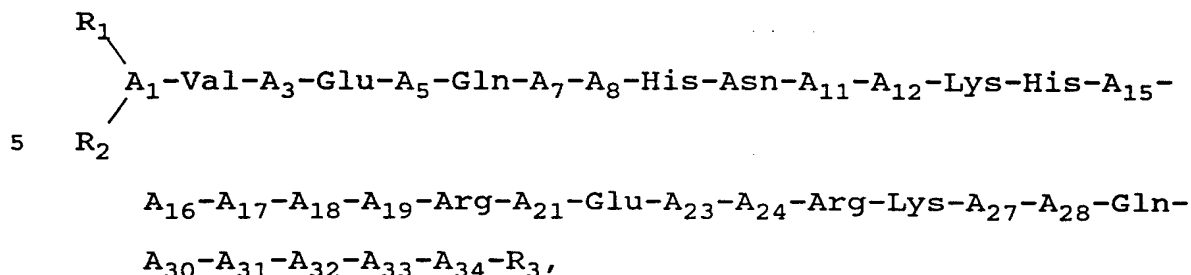 R₁
A₁-Val-A₃-Glu-A₅-Gln-A₇-A₈-His-Asn-A₁₁-A₁₂-Lys-His-A₁₅-
5 R₂
A₁₆-A₁₇-A₁₈-A₁₉-Arg-A₂₁-Glu-A₂₃-A₂₄-Arg-Lys-A₂₇-A₂₈-Gln-
A₃₀-A₃₁-A₃₂-A₃₃-A₃₄-R₃,